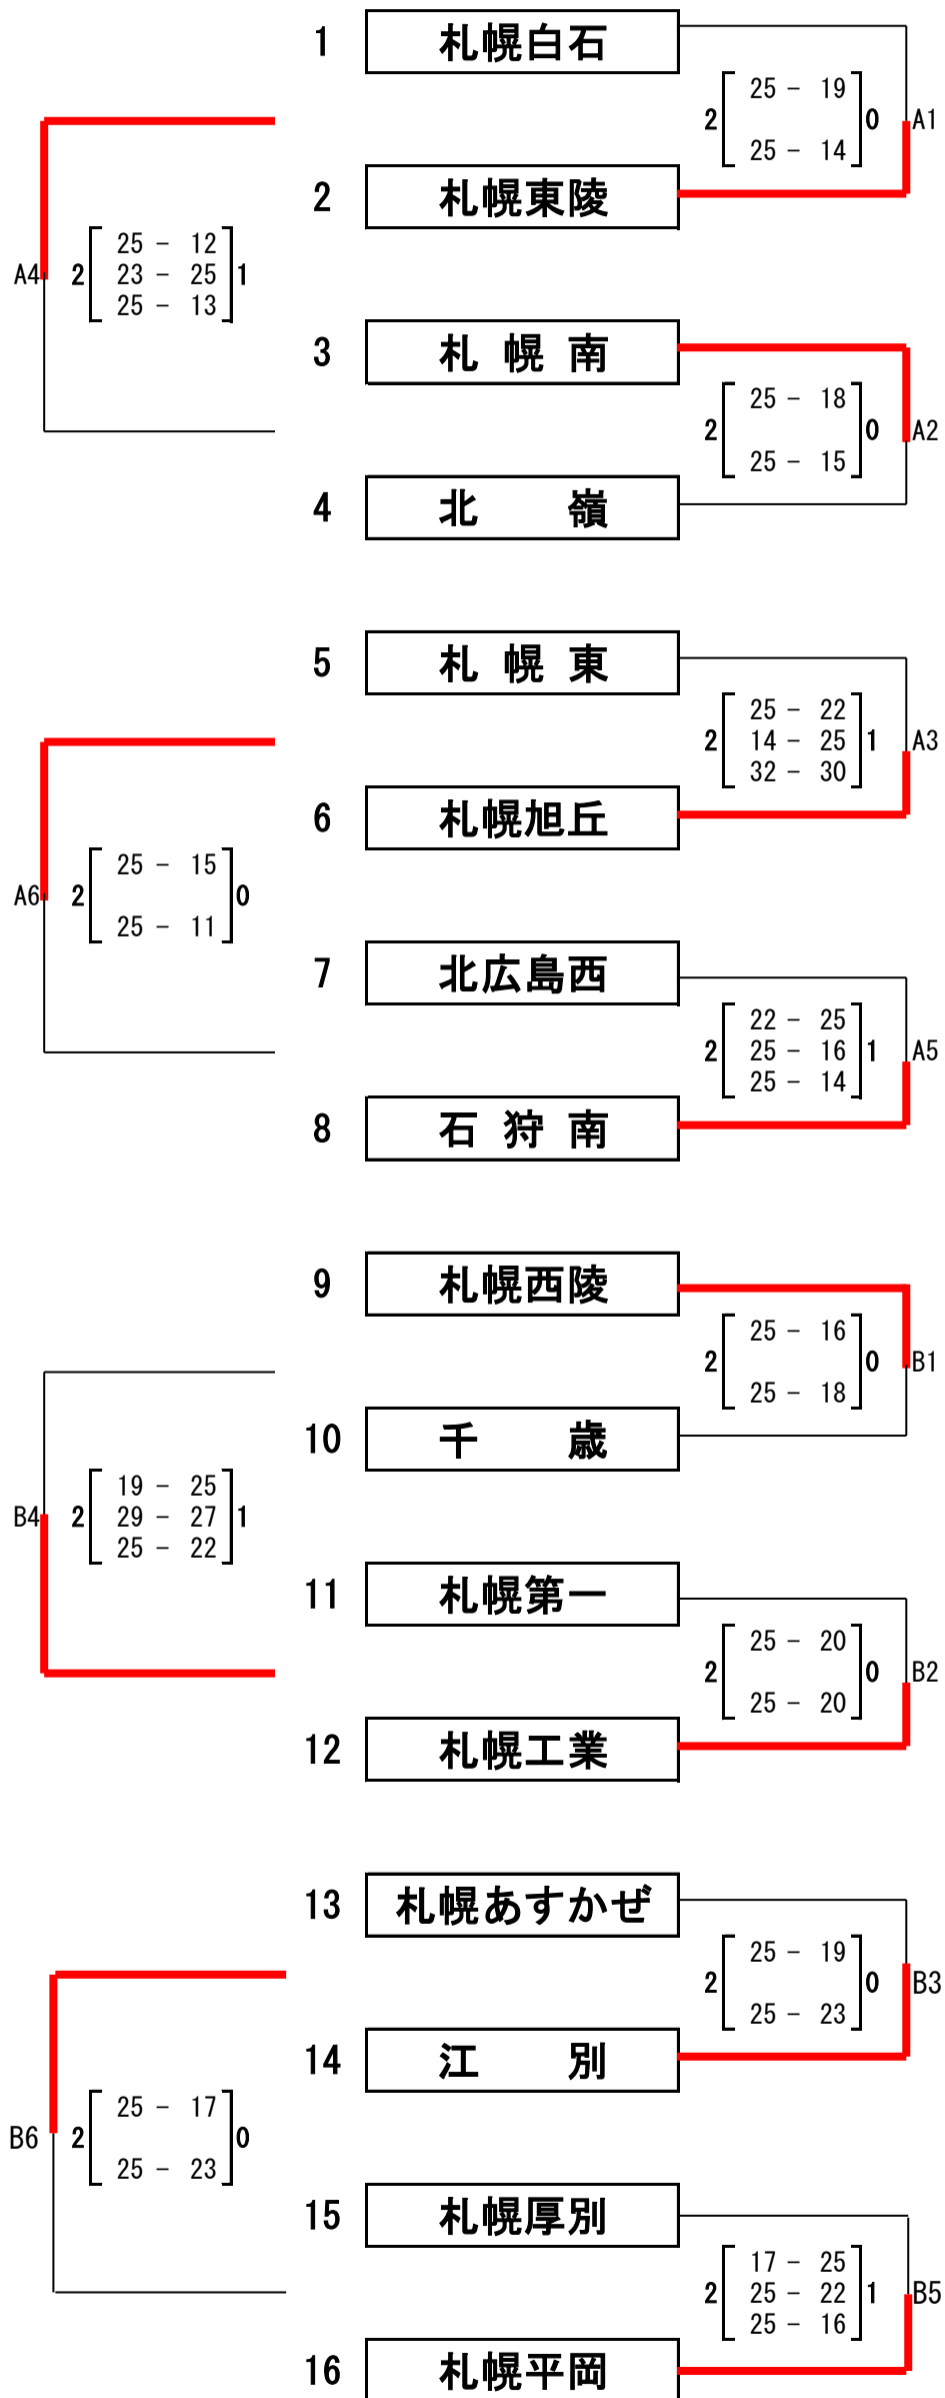 1 札幌白石
2 [ 25 － 19 ] 0 A1
25 － 14
2 札幌東陵
A4 2 [ 25 － 12 ] 1
23 － 25
25 － 13
3 札 幌 南
2 [ 25 － 18 ] 0 A2
25 － 15
4 北　　嶺
5 札 幌 東
2 [ 25 － 22 ] 1 A3
14 － 25
32 － 30
6 札幌旭丘
A6 2 [ 25 － 15 ] 0
25 － 11
7 北広島西
2 [ 22 － 25 ] 1 A5
25 － 16
25 － 14
8 石 狩 南
9 札幌西陵
2 [ 25 － 16 ] 0 B1
25 － 18
10 千　　歳
B4 2 [ 19 － 25 ] 1
29 － 27
25 － 22
11 札幌第一
2 [ 25 － 20 ] 0 B2
25 － 20
12 札幌工業
13 札幌あすかぜ
2 [ 25 － 19 ] 0 B3
25 － 23
14 江　　別
B6 2 [ 25 － 17 ] 0
25 － 23
15 札幌厚別
2 [ 17 － 25 ] 1 B5
25 － 22
25 － 16
16 札幌平岡